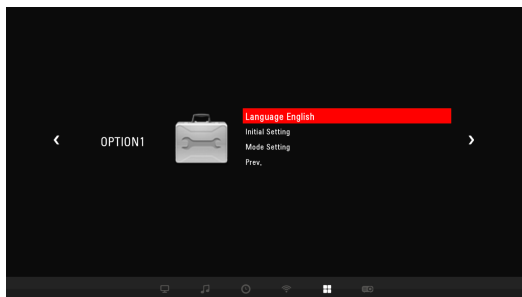 OPTION1
Language English
Initial Setting
Mode Setting
Prev.